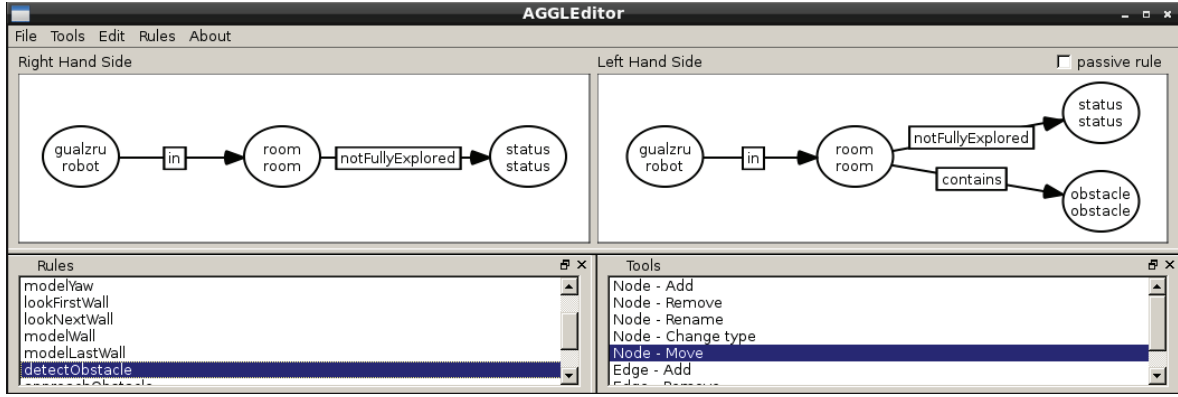 AGGLEditor
File Tools Edit Rules About
Right Hand Side
gualzru
robot
in
room
room
notFullyExplored
status
status
Left Hand Side
passive rule
gualzru
robot
in
room
room
notFullyExplored
status
status
contains
obstacle
obstacle
Rules
modelYaw
lookFirstWall
lookNextWall
modelWall
modelLastWall
detectObstacle
Tools
Node - Add
Node - Remove
Node - Rename
Node - Change type
Node - Move
Edge - Add